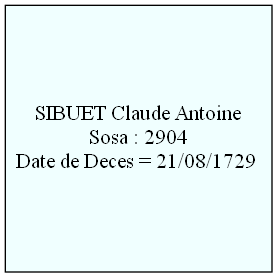 SIBUET Claude Antoine
Sosa : 2904
Date de Deces = 21/08/1729